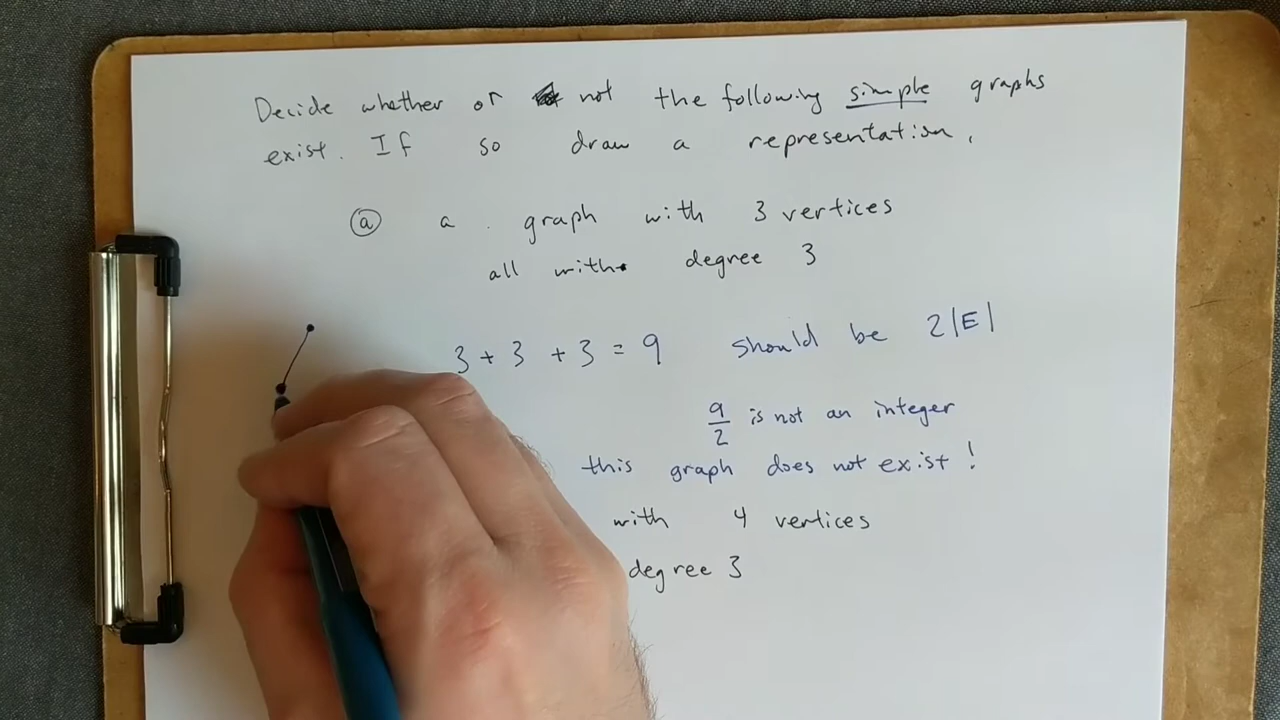 Decide whether or not the following simple graphs
exist. If so draw a representation.
ⓐ a graph with 3 vertices
all with degree 3
3 + 3 + 3 = 9 should be 2|E|
9/2 is not an integer
this graph does not exist!
with 4 vertices
degree 3